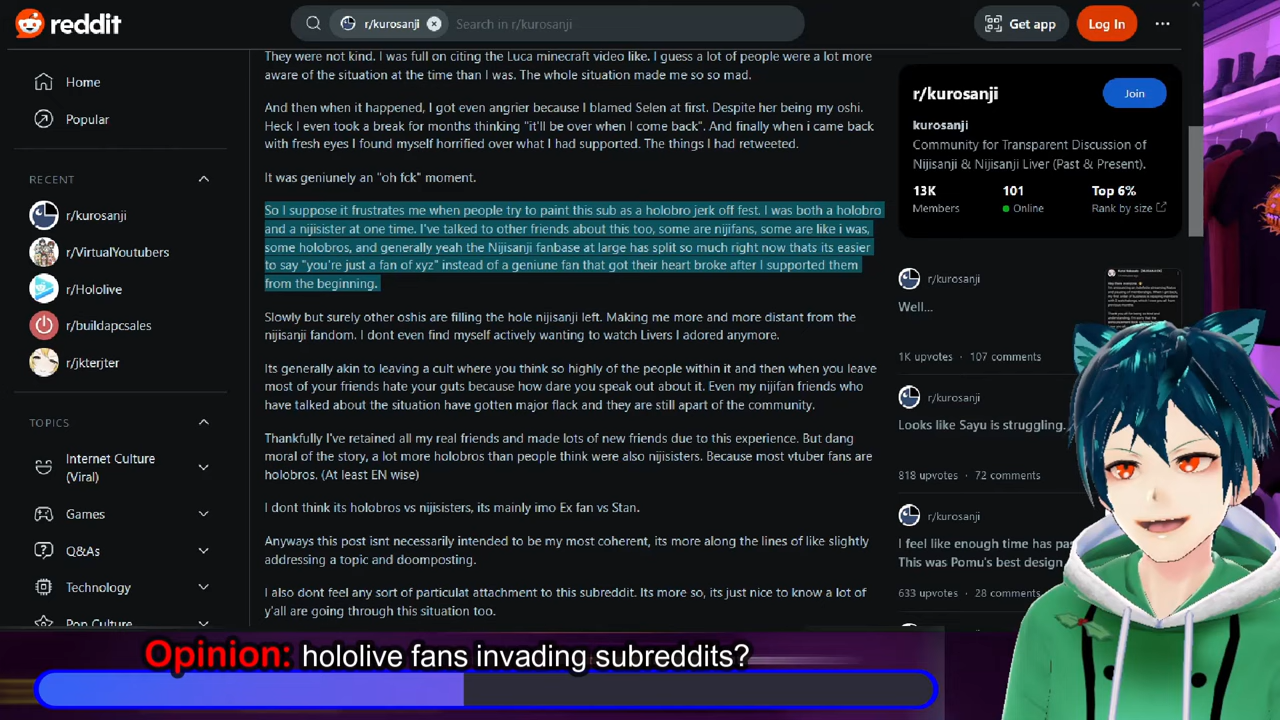 reddit
r/kurosanji
Search in r/kurosanji
Get app
Log In
Home
Popular
RECENT
r/kurosanji
r/VirtualYoutubers
r/Hololive
r/buildapcsales
r/jkterjter
TOPICS
Internet Culture
(Viral)
Games
Q&As
Technology
Pop Culture
They were not kind. I was full on citing the Luca minecraft video like. I guess a lot of people were a lot more
aware of the situation at the time than I was. The whole situation made me so so mad.
And then when it happened, I got even angrier because I blamed Selen at first. Despite her being my oshi.
Heck I even took a break for months thinking "it'll be over when I come back". And finally when i came back
with fresh eyes I found myself horrified over what I had supported. The things I had retweeted.
It was geniunely an "oh fck" moment.
So I suppose it frustrates me when people try to paint this sub as a holobro jerk off fest. I was both a holobro
and a nijisister at one time. I've talked to other friends about this too, some are like i was, some are nijifans,
some holobros, and generally yeah the Nijisanji fanbase at large has split so much right now thats its easier
to say "you're just a fan of xyz" instead of a geniune fan that got their heart broke after I supported them
from the beginning.
Slowly but surely other orgs are filling the hole nijisanji left. Making me more and more distant from the
nijisanji fandom. I dont even find myself actively wanting to watch Livers I adored anymore.
Its generally akin to leaving a cult where you think so highly of the people within it and then when you leave
most of your friends hate your guts because how dare you speak out about it. Even my nijifan friends who
have talked about the situation have gotten major flack and they are still apart of the community.
Thankfully I've retained all my real friends and made lots of new friends due to this experience. But dang
moral of the story, a lot more holobros than people think were also nijisisters. Because most vtuber fans are
holobros. (At least EN wise)
I dont think its holobros vs nijisisters, its mainly imo Ex fan vs Stan.
Anyways this post isnt necessarily intended to be my most coherent, its more along the lines of like slightly
addressing a topic and doomposting.
I also dont feel any sort of particulat attachment to this subreddit. Its more so, its just nice to know a lot of
y'all are going through this situation too.
r/kurosanji
Join
kurosanji
Community for Transparent Discussion of
Nijisanji & Nijisanji Liver (Past & Present).
13K 101 Top 6%
Members Online Rank by size
r/kurosanji
Well...
1K upvotes · 107 comments
r/kurosanji
Looks like Sayu is struggling.
818 upvotes · 72 comments
r/kurosanji
I feel like enough time has pas
This was Pomu's best design
633 upvotes · 28 comments
Opinion: hololive fans invading subreddits?